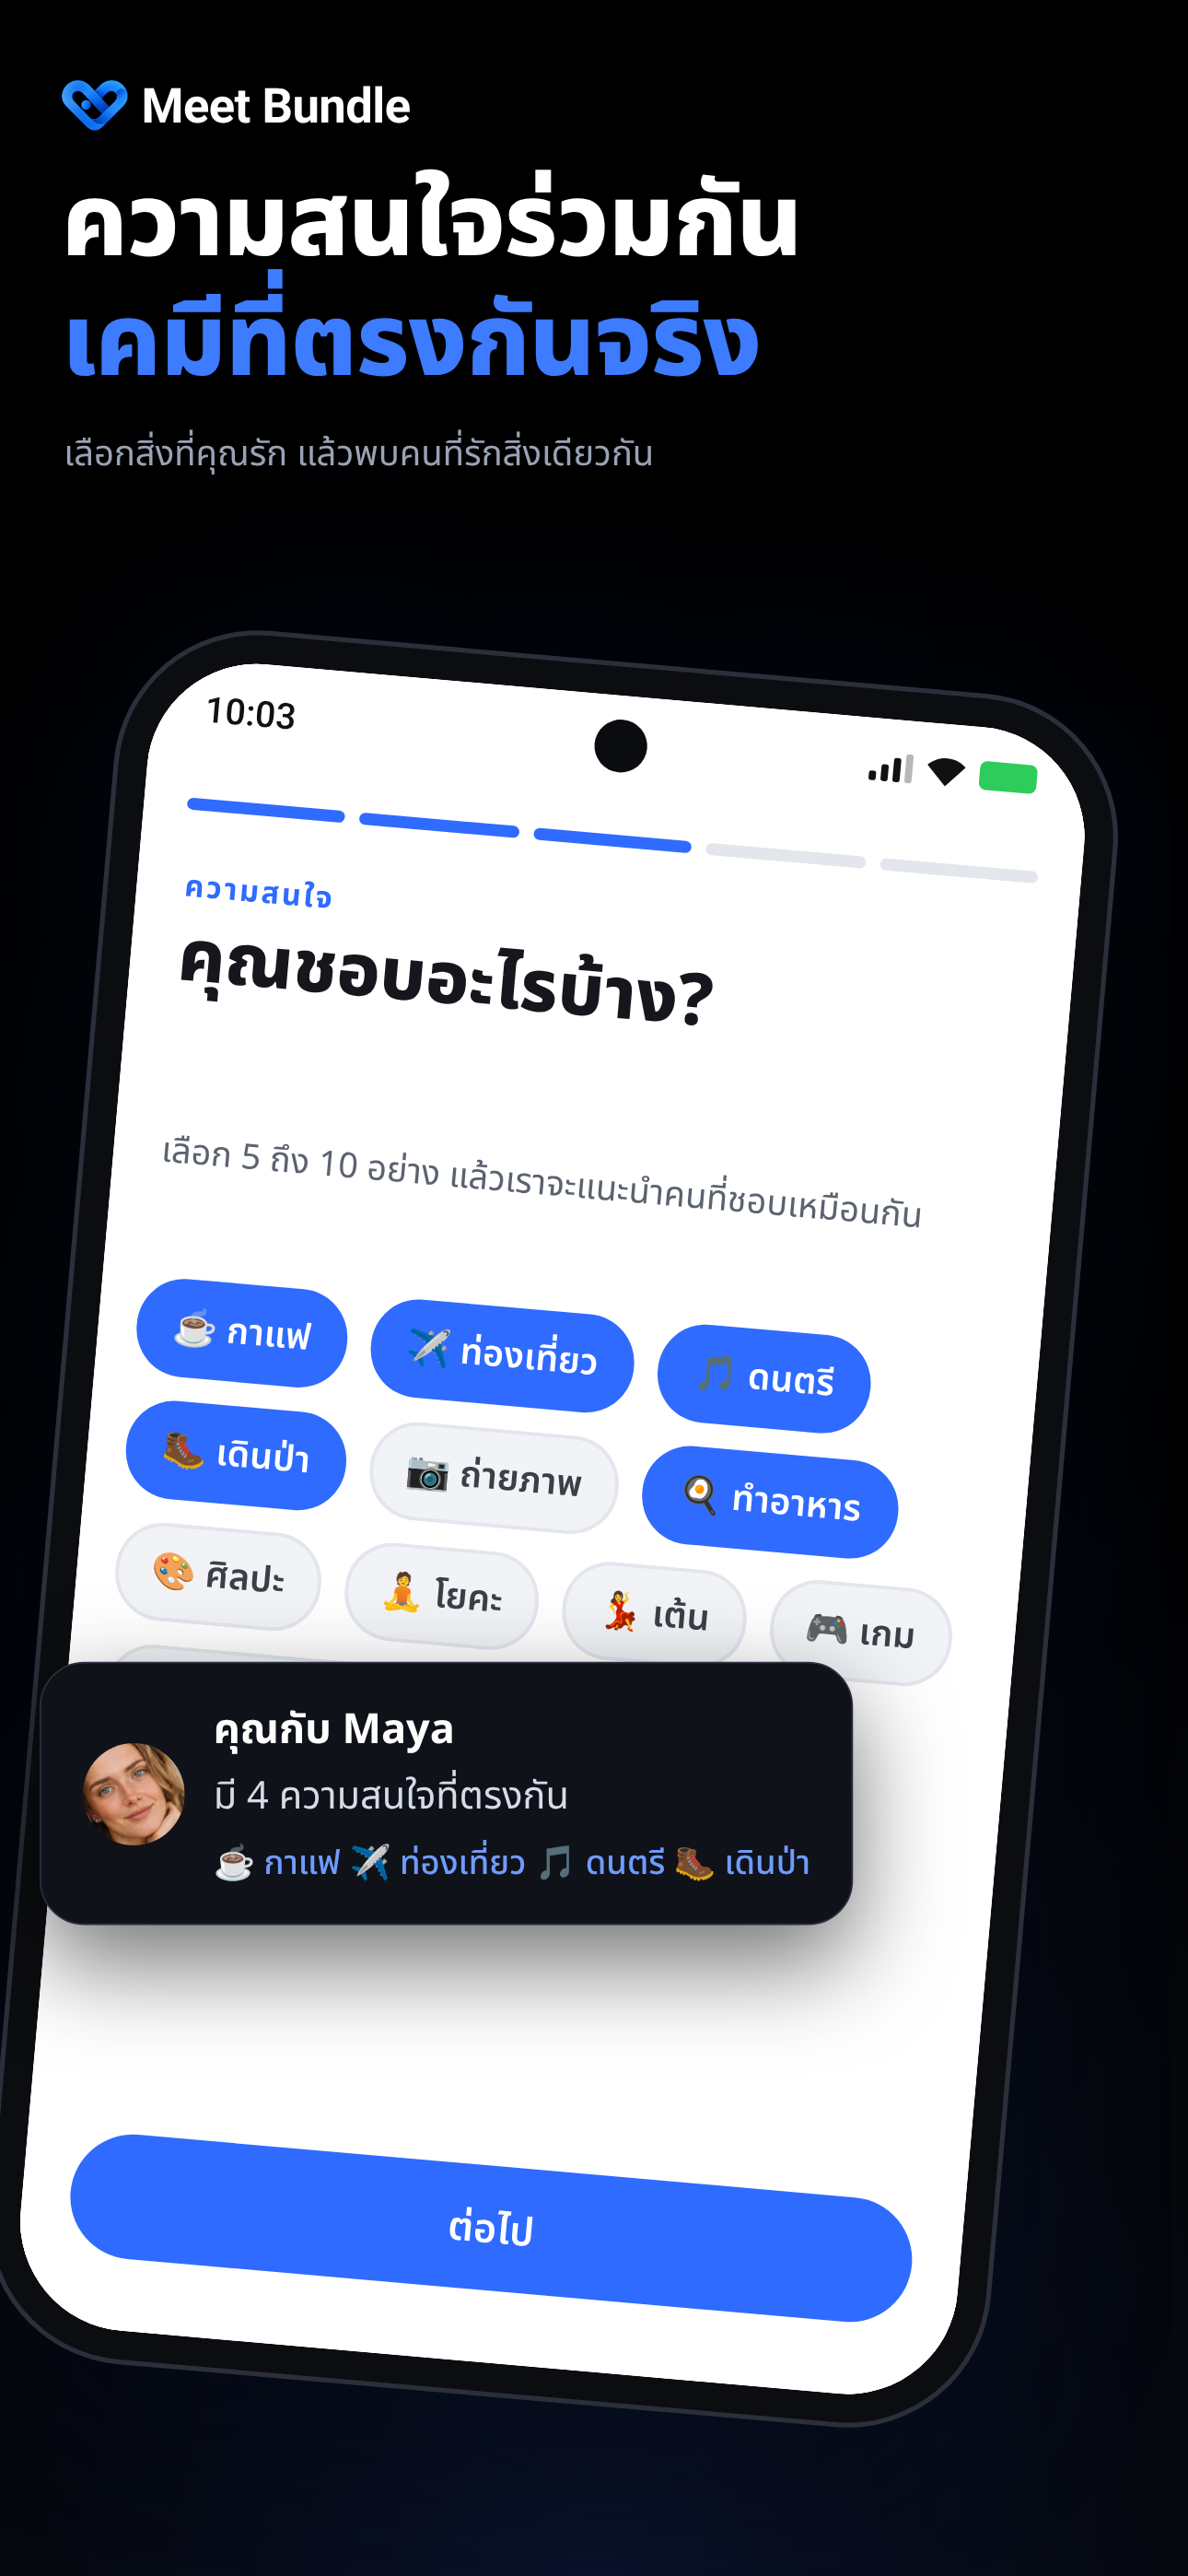 Meet Bundle
ความสนใจร่วมกัน
เคมีที่ตรงกันจริง
เลือกสิ่งที่คุณรัก แล้วพบคนที่รักสิ่งเดียวกัน
10:03
ความสนใจ
คุณชอบอะไรบ้าง?
เลือก 5 ถึง 10 อย่าง แล้วเราจะแนะนำคนที่ชอบเหมือนกัน
☕ กาแฟ ✈️ ท่องเที่ยว 🎵 ดนตรี
🥾 เดินป่า 📷 ถ่ายภาพ 🍳 ทำอาหาร
🎨 ศิลปะ 🧘 โยคะ 💃 เต้น 🎮 เกม
คุณกับ Maya
มี 4 ความสนใจที่ตรงกัน
☕ กาแฟ ✈️ ท่องเที่ยว 🎵 ดนตรี 🥾 เดินป่า
ต่อไป